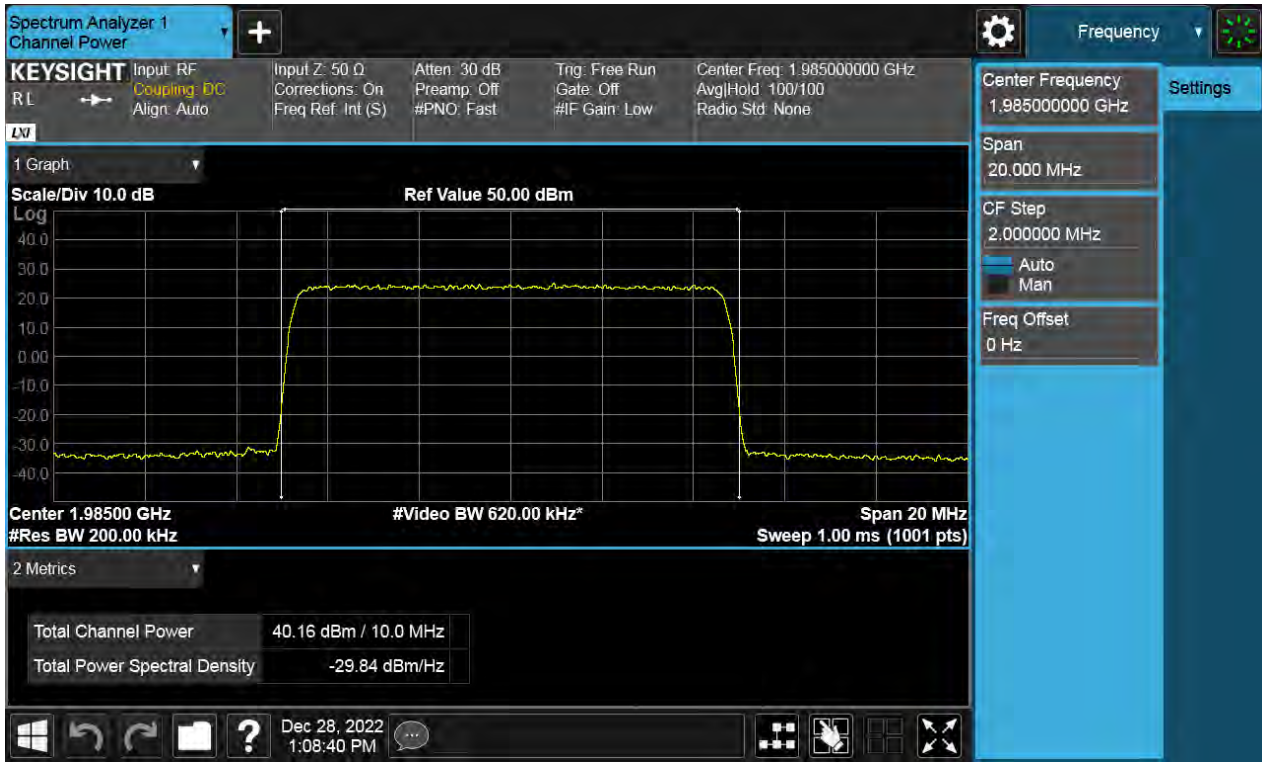 Spectrum Analyzer 1
Channel Power
Frequency
KEYSIGHT
RL
LXI
Input: RF
Coupling: DC
Align: Auto
Input Z: 50 Ω
Corrections: On
Freq Ref: Int (S)
Atten: 30 dB
Preamp: Off
#PNO: Fast
Trig: Free Run
Gate: Off
#IF Gain: Low
Center Freq: 1.985000000 GHz
Avg|Hold: 100/100
Radio Std: None
Center Frequency
1.985000000 GHz
Settings
Span
20.000 MHz
CF Step
2.000000 MHz
Auto
Man
Freq Offset
0 Hz
1 Graph
Scale/Div 10.0 dB
Ref Value 50.00 dBm
Log
40.0
30.0
20.0
10.0
0.00
-10.0
-20.0
-30.0
-40.0
Center 1.98500 GHz
#Video BW 620.00 kHz*
Span 20 MHz
#Res BW 200.00 kHz
Sweep 1.00 ms (1001 pts)
2 Metrics
Total Channel Power 40.16 dBm / 10.0 MHz
Total Power Spectral Density -29.84 dBm/Hz
?
Dec 28, 2022
1:08:40 PM